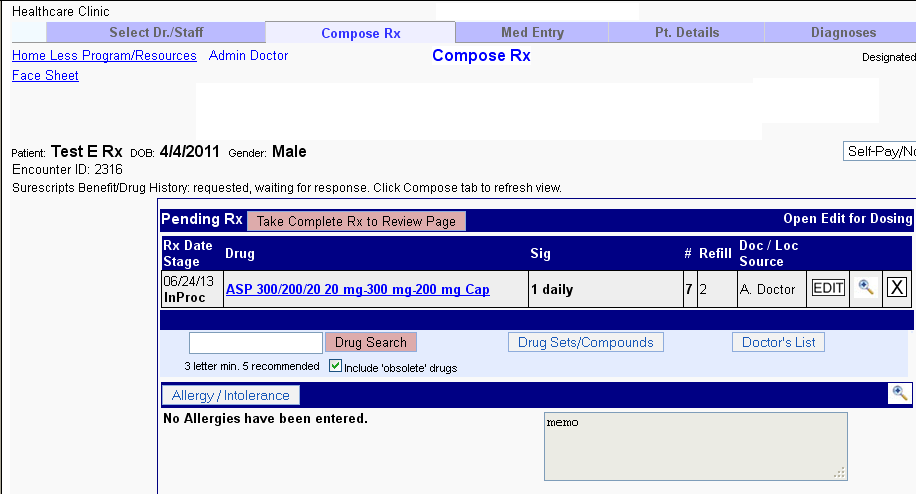 Healthcare Clinic
Select Dr./Staff Compose Rx Med Entry Pt. Details Diagnoses
Home Less Program/Resources Admin Doctor Compose Rx Designated
Face Sheet
Patient: Test E Rx DOB: 4/4/2011 Gender: Male
Self-Pay/No
Encounter ID: 2316
Surescripts Benefit/Drug History: requested, waiting for response. Click Compose tab to refresh view.
Pending Rx Take Complete Rx to Review Page Open Edit for Dosing
Rx Date Stage Drug Sig # Refill Doc / Loc Source
06/24/13 InProc ASP 300/200/20 20 mg-300 mg-200 mg Cap 1 daily 7 2 A. Doctor EDIT X
Drug Search Drug Sets/Compounds Doctor's List
3 letter min. 5 recommended Include 'obsolete' drugs
Allergy / Intolerance
No Allergies have been entered.
memo